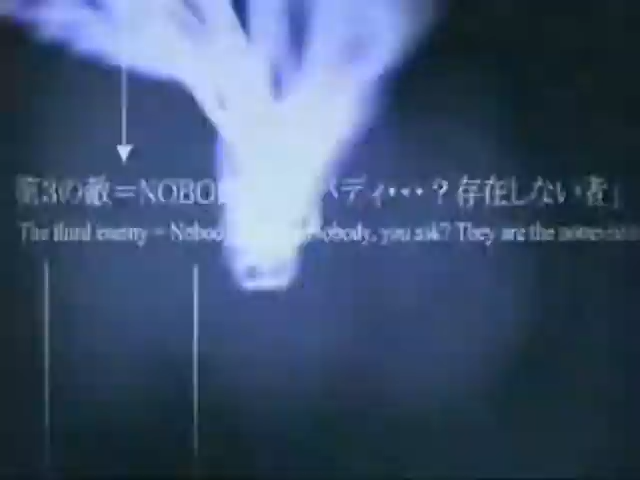 第3の敵=NOBO バディ・・・?存在しない者」
The third enemy = Nobod Nobody, you ask? They are the